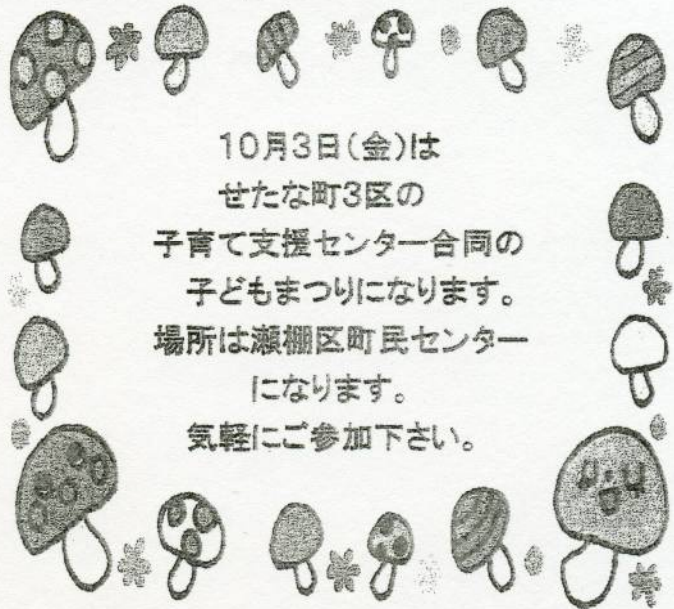 10月3日(金)は
せたな町3区の
子育て支援センター合同の
子どもまつりになります。
場所は瀬棚区町民センター
になります。
気軽にご参加下さい。